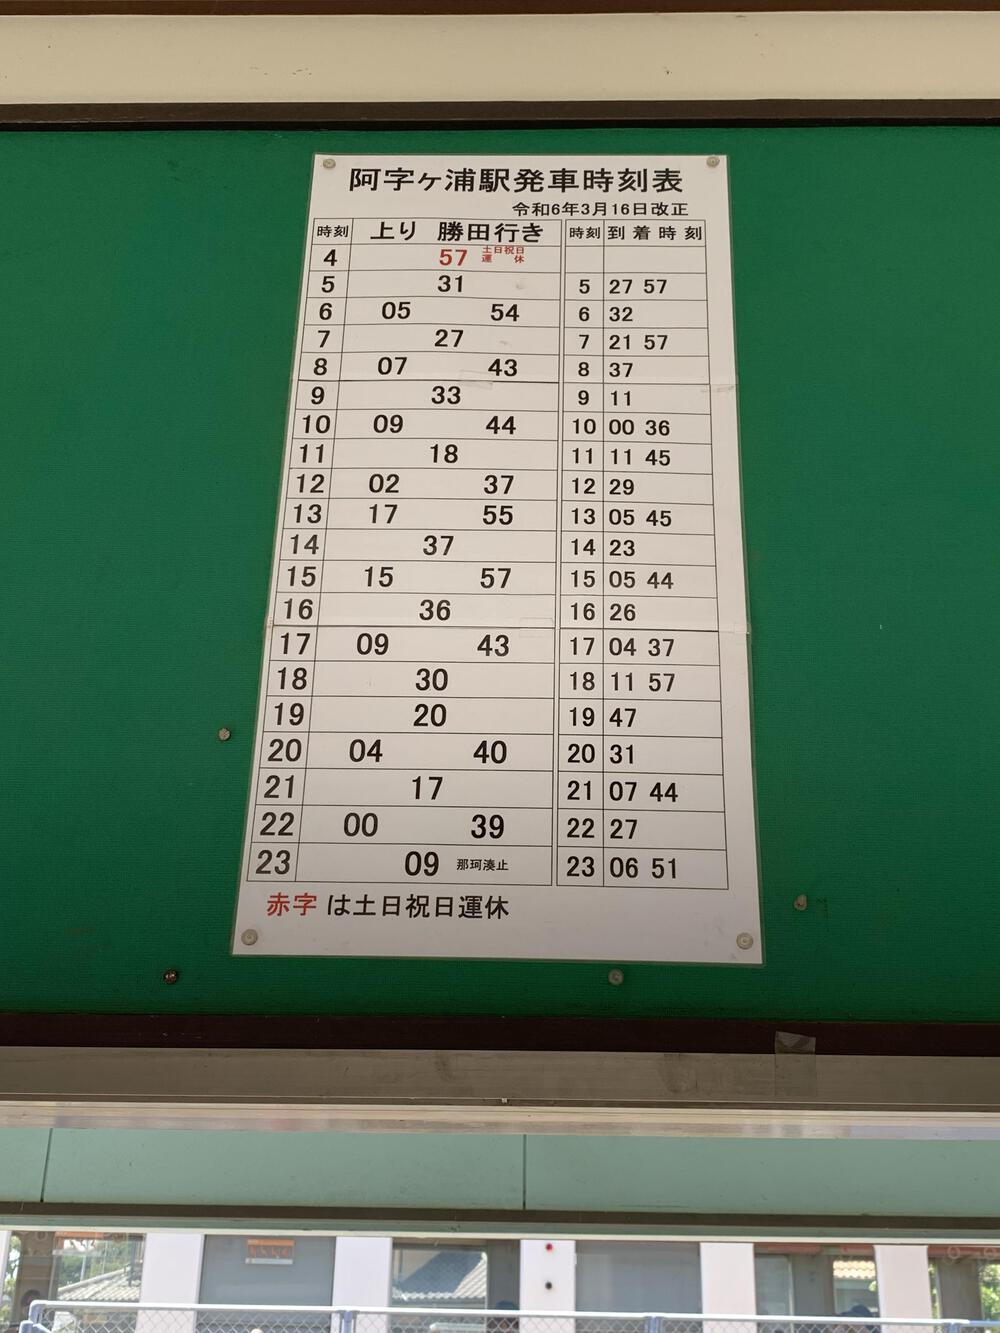 阿字ヶ浦駅発車時刻表
令和6年3月16日改正
時刻 上り 勝田行き 時刻 到着時刻
4 57 土日祝日運休
5 31 5 27 57
6 05 54 6 32
7 27 7 21 57
8 07 43 8 37
9 33 9 11
10 09 44 10 00 36
11 18 11 11 45
12 02 37 12 29
13 17 55 13 05 45
14 37 14 23
15 15 57 15 05 44
16 36 16 26
17 09 43 17 04 37
18 30 18 11 57
19 20 19 47
20 04 40 20 31
21 17 21 07 44
22 00 39 22 27
23 09 那珂湊止 23 06 51
赤字 は土日祝日運休